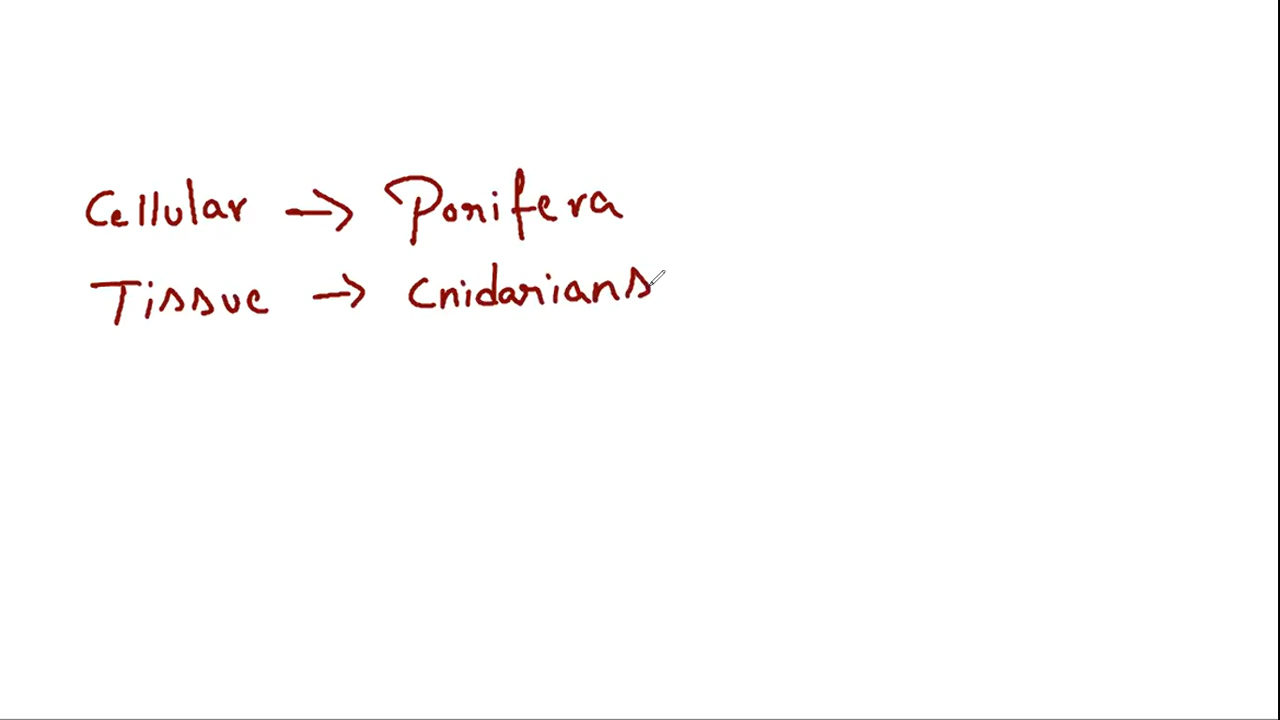 Cellular → Porifera
Tissue → Cnidarians